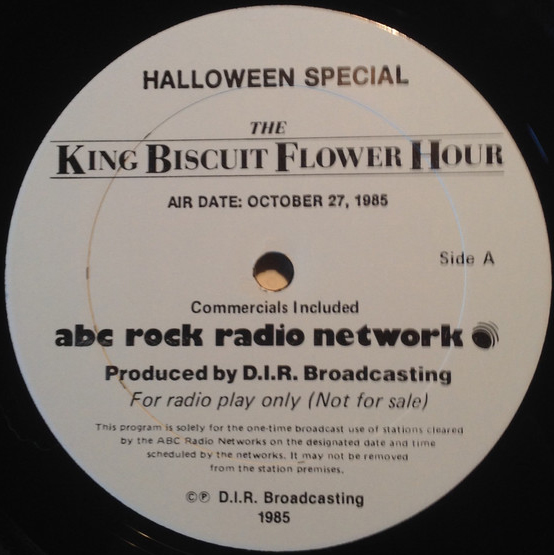 HALLOWEEN SPECIAL
THE
KING BISCUIT FLOWER HOUR
AIR DATE: OCTOBER 27, 1985
Side A
Commercials Included
abc rock radio network
Produced by D.I.R. Broadcasting
For radio play only (Not for sale)
This program is solely for the one-time broadcast use of stations cleared
by the ABC Radio Networks on the designated date and time
scheduled by the networks. It may not be removed
from the station premises.
©℗ D.I.R. Broadcasting
1985